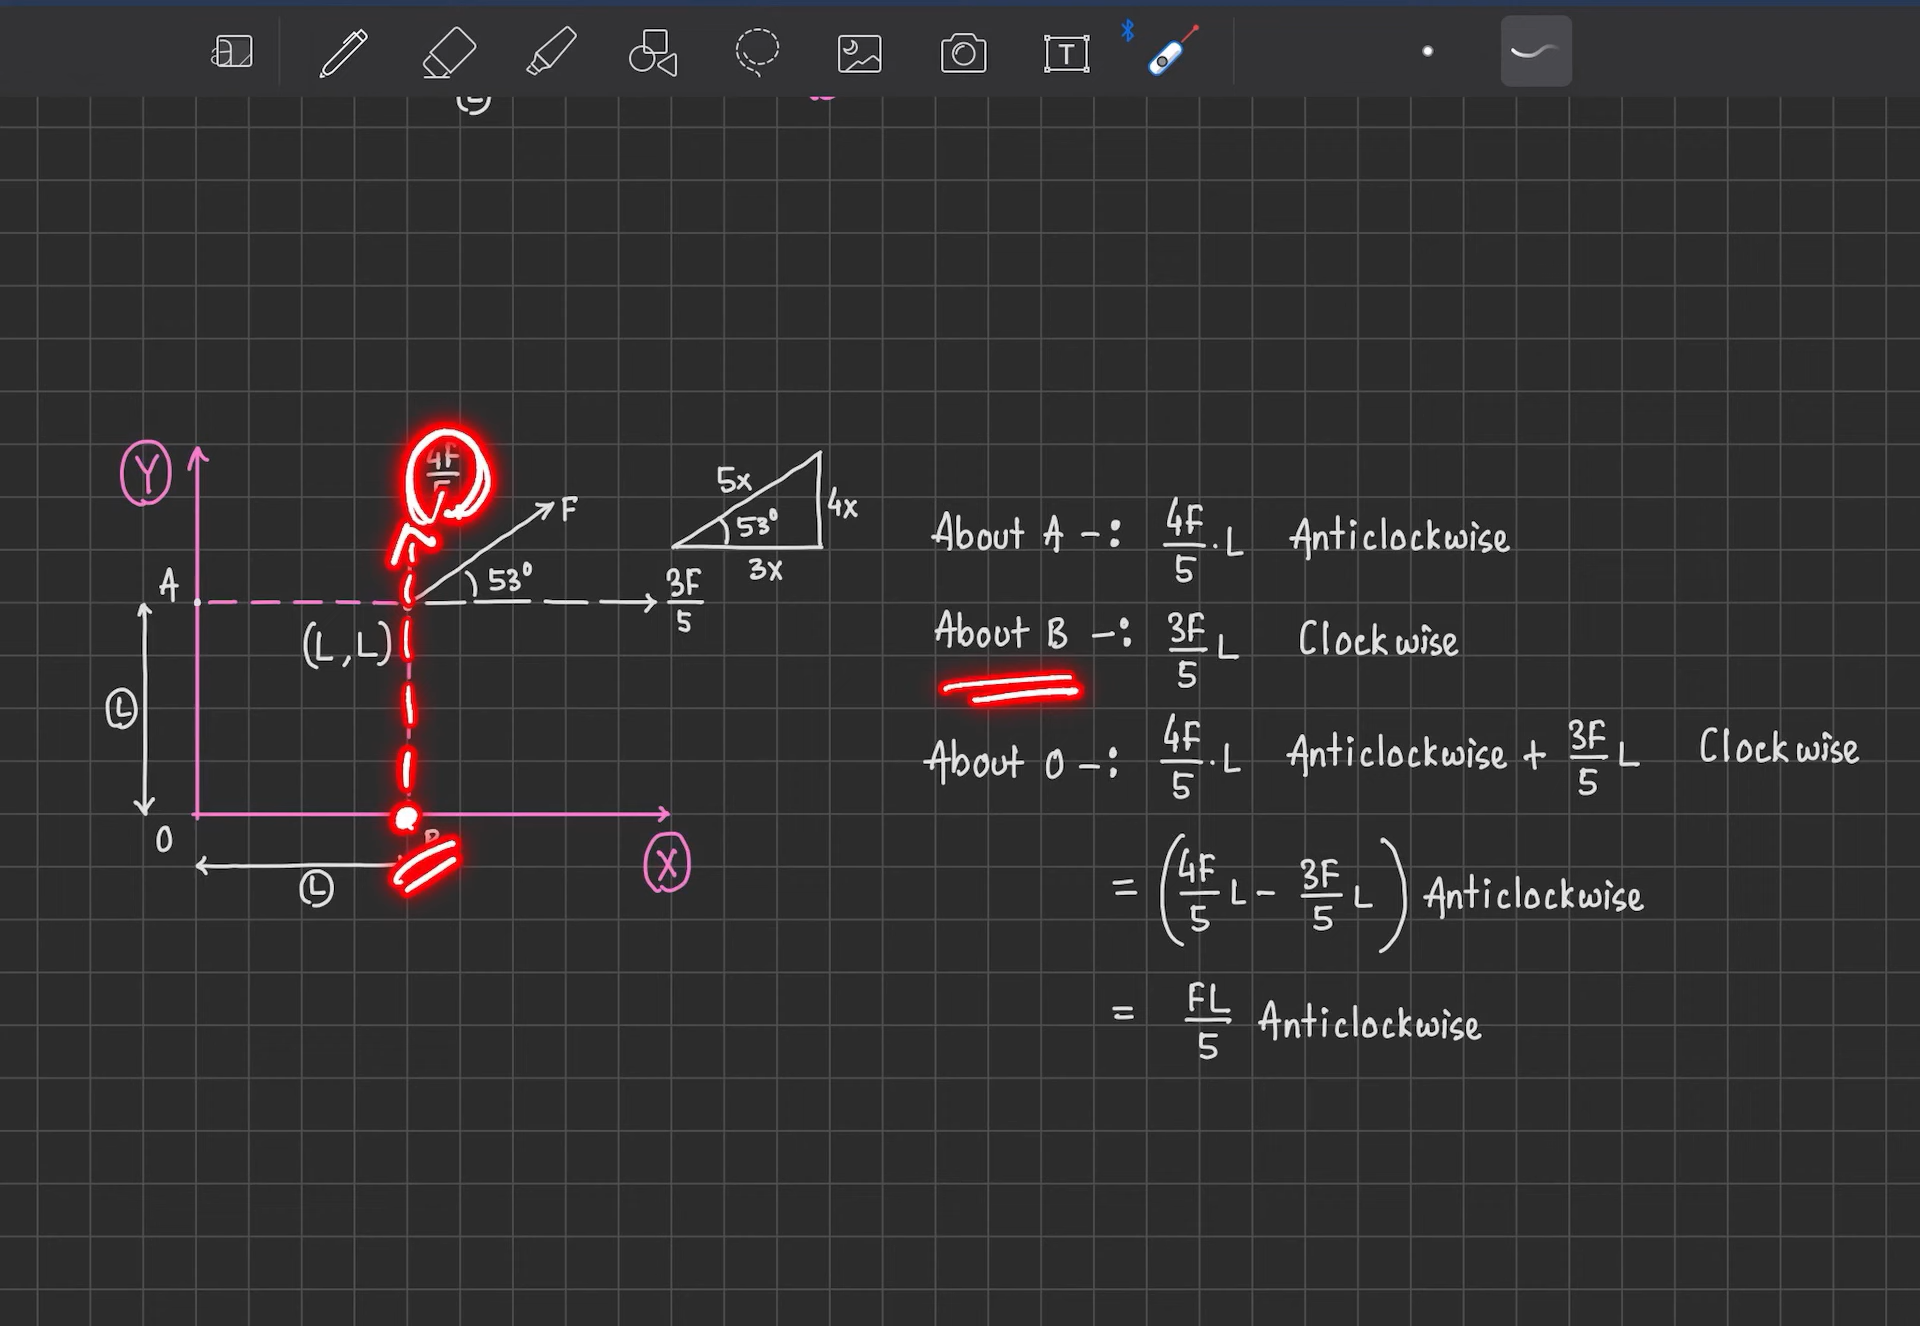 T
Y
4F
F
5x
4x
53°
53°
3x
A
3F
5
(L,L)
L
O
L
X
About A -: 4F/5 . L Anticlockwise
About B -: 3F/5 L Clockwise
About O -: 4F/5 . L Anticlockwise + 3F/5 L Clockwise
= (4F/5 L - 3F/5 L) Anticlockwise
= FL/5 Anticlockwise